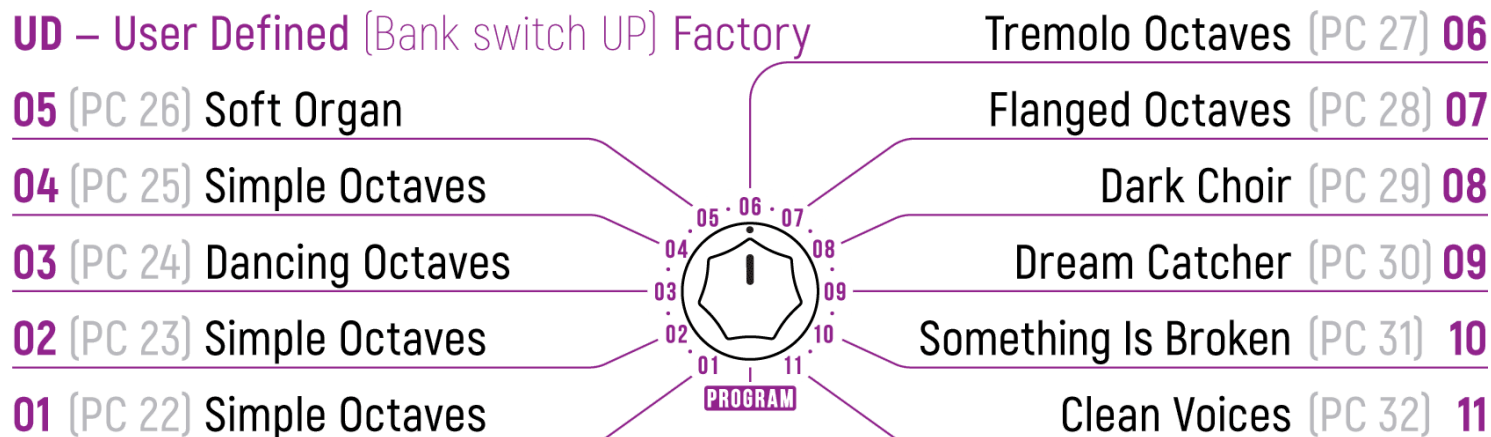 UD – User Defined (Bank switch UP) Factory
05 (PC 26) Soft Organ
04 (PC 25) Simple Octaves
03 (PC 24) Dancing Octaves
02 (PC 23) Simple Octaves
01 (PC 22) Simple Octaves
Tremolo Octaves (PC 27) 06
Flanged Octaves (PC 28) 07
Dark Choir (PC 29) 08
Dream Catcher (PC 30) 09
Something Is Broken (PC 31) 10
Clean Voices (PC 32) 11
01
02
03
04
05
06
07
08
09
10
11
PROGRAM